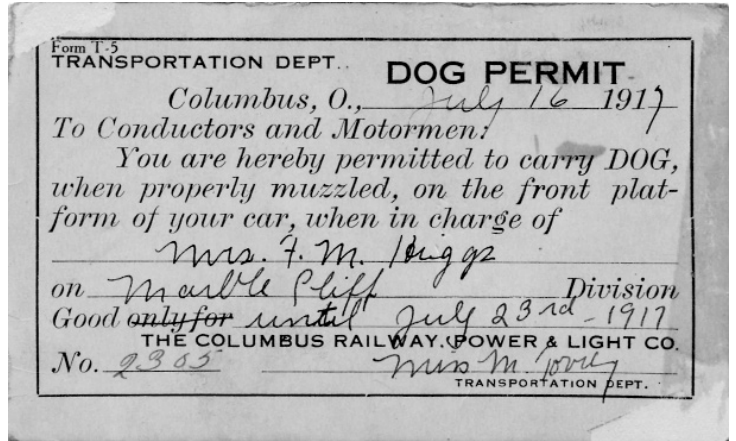 Form T-5
TRANSPORTATION DEPT.
DOG PERMIT
Columbus, O., July 16 1917
To Conductors and Motormen:
You are hereby permitted to carry DOG,
when properly muzzled, on the front plat-
form of your car, when in charge of
Mrs. F. M. Higgs
on Marble Cliff Division
Good only for until July 23rd - 1917
THE COLUMBUS RAILWAY, POWER & LIGHT CO.
No. 2305 Miss M.
TRANSPORTATION DEPT.